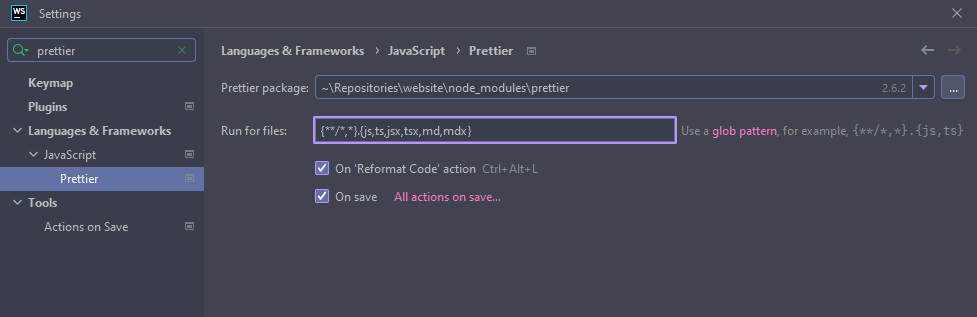 WS
Settings
prettier
Keymap
Plugins
Languages & Frameworks
JavaScript
Prettier
Tools
Actions on Save
Languages & Frameworks › JavaScript › Prettier
Prettier package: ~\Repositories\website\node_modules\prettier 2.6.2 ...
Run for files: {**/*,*}.{js,ts,jsx,tsx,md,mdx} Use a glob pattern, for example, {**/*,*}.{js,ts}
On 'Reformat Code' action Ctrl+Alt+L
On save All actions on save...